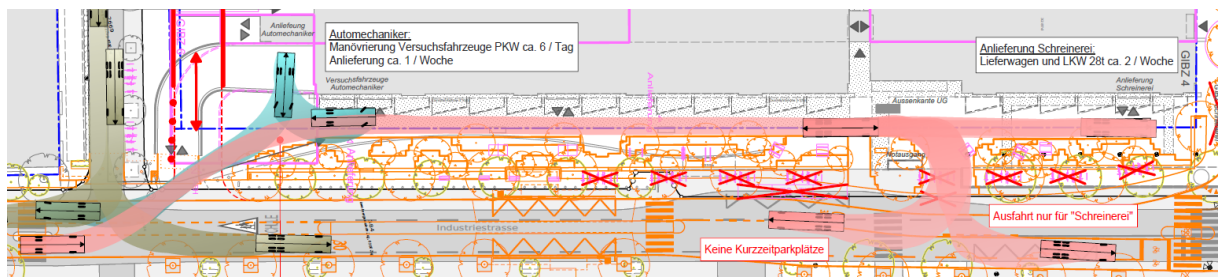 Anlieferung
Automechaniker
Automechaniker:
Manövrierung Versuchsfahrzeuge PKW ca. 6 / Tag
Anlieferung ca. 1 / Woche
Versuchsfahrzeuge
Automechaniker
Anlieferung Schreinerei:
Lieferwagen und LKW 28t ca. 2 / Woche
GIBZ 4
Anlieferung
Schreinerei
Aussenkante UG
Notausgang
Ausfahrt nur für "Schreinerei"
Industriestrasse
Keine Kurzzeitparkplätze